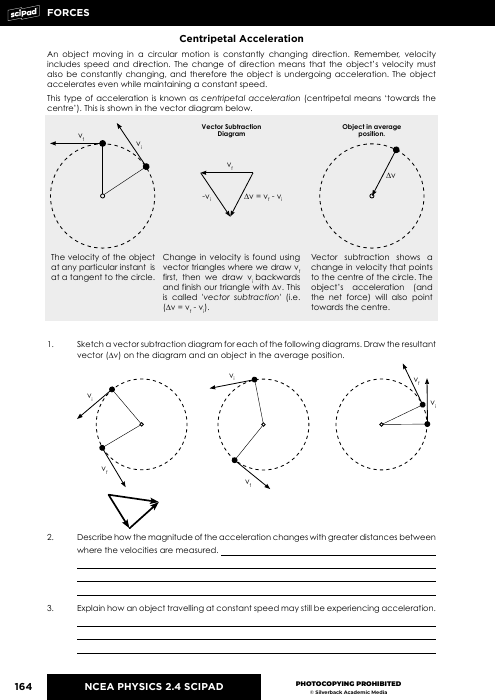 scipad FORCES
Centripetal Acceleration
An object moving in a circular motion is constantly changing direction. Remember, velocity
includes speed and direction. The change of direction means that the object's velocity must
also be constantly changing, and therefore the object is undergoing acceleration. The object
accelerates even while maintaining a constant speed.
This type of acceleration is known as centripetal acceleration (centripetal means 'towards the
centre'). This is shown in the vector diagram below.
vf
vi
Vector Subtraction
Diagram
vf
-vi
Δv = vf - vi
Object in average
position.
Δv
The velocity of the object
at any particular instant is
at a tangent to the circle.
Change in velocity is found using
vector triangles where we draw vf
first, then we draw vi backwards
and finish our triangle with Δv. This
is called 'vector subtraction' (i.e.
(Δv = vf - vi).
Vector subtraction shows a
change in velocity that points
to the centre of the circle. The
object's acceleration (and
the net force) will also point
towards the centre.
1. Sketch a vector subtraction diagram for each of the following diagrams. Draw the resultant
vector (Δv) on the diagram and an object in the average position.
vi
vf
vi
vf
vf
vi
2. Describe how the magnitude of the acceleration changes with greater distances between
where the velocities are measured.
3. Explain how an object travelling at constant speed may still be experiencing acceleration.
164 NCEA PHYSICS 2.4 SCIPAD
PHOTOCOPYING PROHIBITED
© Silverback Academic Media